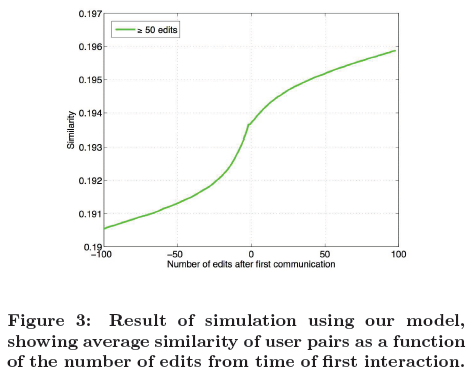 0.197
≥ 50 edits
0.196
0.195
0.194
Similarity
0.193
0.192
0.191
0.19
−100 −50 0 50 100
Number of edits after first communication
Figure 3: Result of simulation using our model,
showing average similarity of user pairs as a function
of the number of edits from time of first interaction.